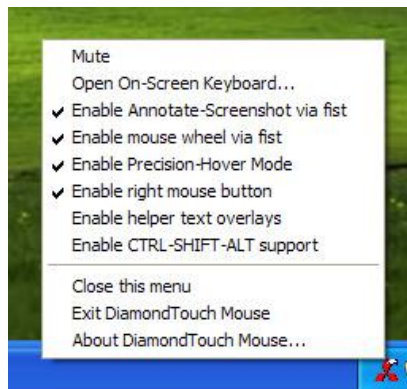 Mute
Open On-Screen Keyboard...
Enable Annotate-Screenshot via fist
Enable mouse wheel via fist
Enable Precision-Hover Mode
Enable right mouse button
Enable helper text overlays
Enable CTRL-SHIFT-ALT support
Close this menu
Exit DiamondTouch Mouse
About DiamondTouch Mouse...